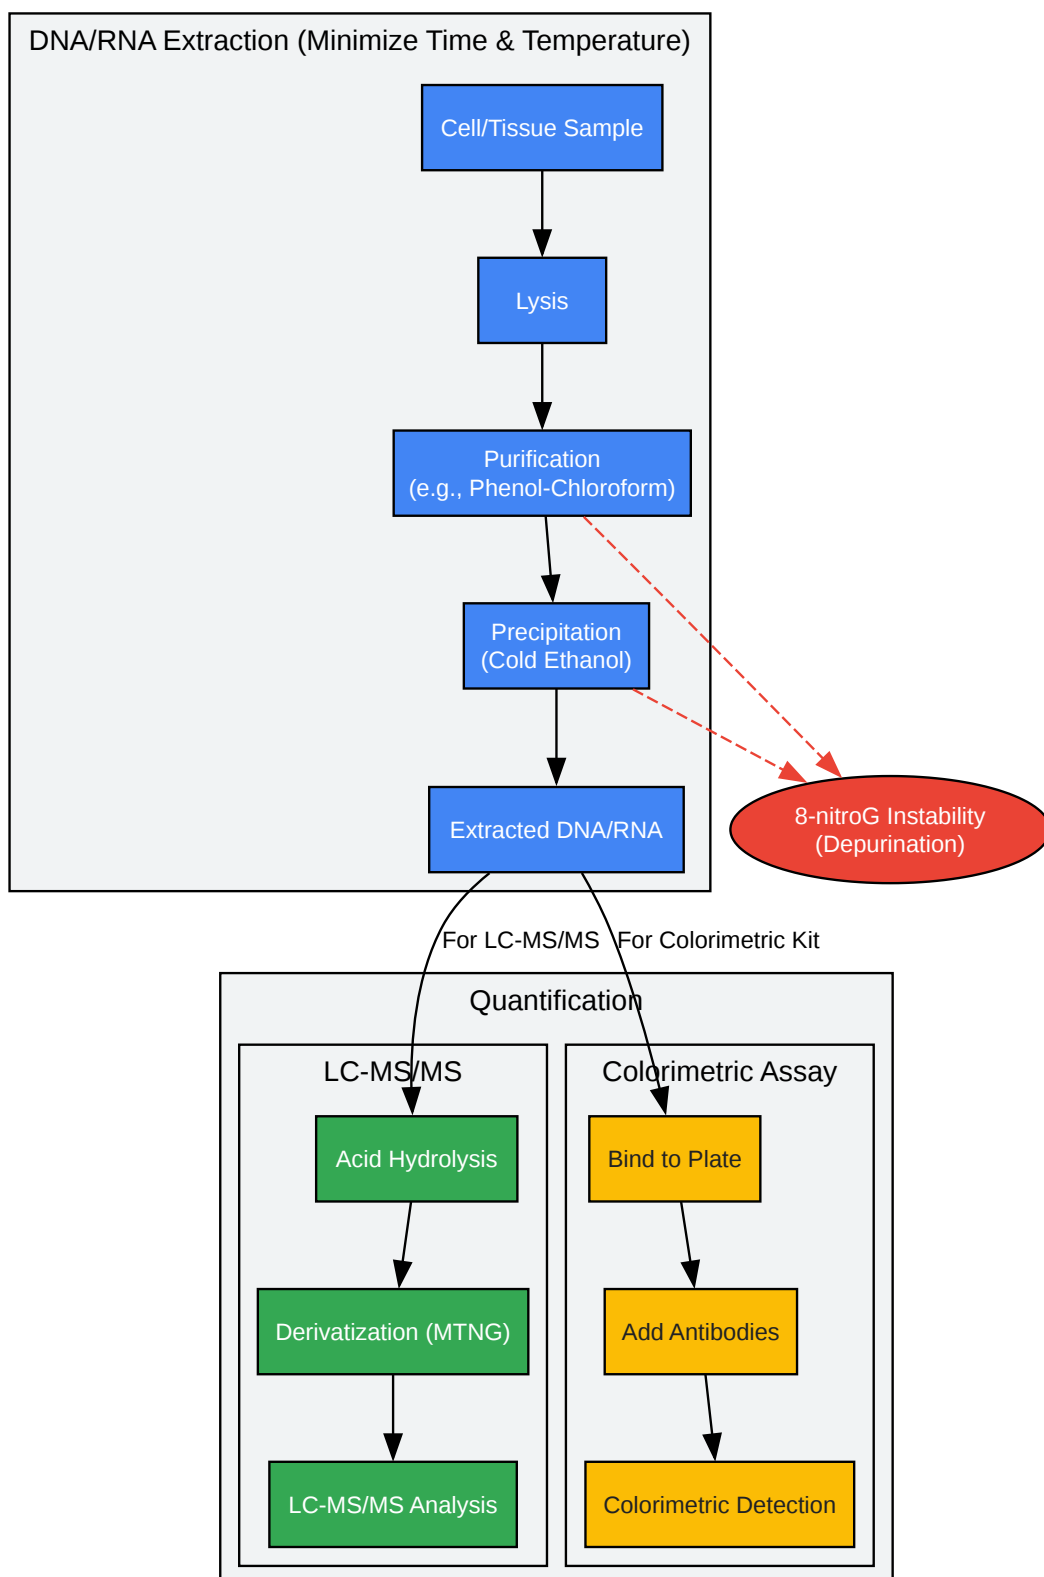 DNA/RNA Extraction (Minimize Time & Temperature)
Cell/Tissue Sample
Lysis
Purification
(e.g., Phenol-Chloroform)
Precipitation
(Cold Ethanol)
Extracted DNA/RNA
8-nitroG Instability
(Depurination)
For LC-MS/MS
For Colorimetric Kit
Quantification
LC-MS/MS
Acid Hydrolysis
Derivatization (MTNG)
LC-MS/MS Analysis
Colorimetric Assay
Bind to Plate
Add Antibodies
Colorimetric Detection